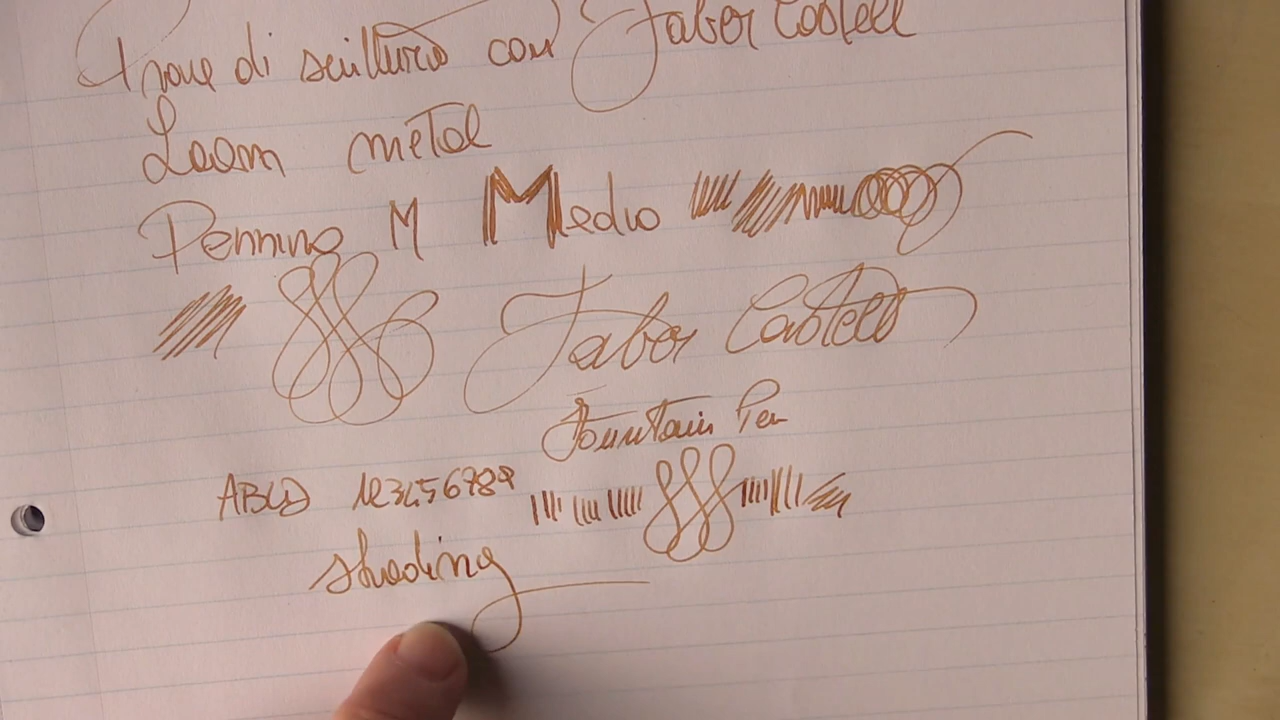 Prove di scrittura con Faber Castell
Loom metal
Pennino M Medio
Faber Castell
Fountain Pen
ABCD 123456789
shading